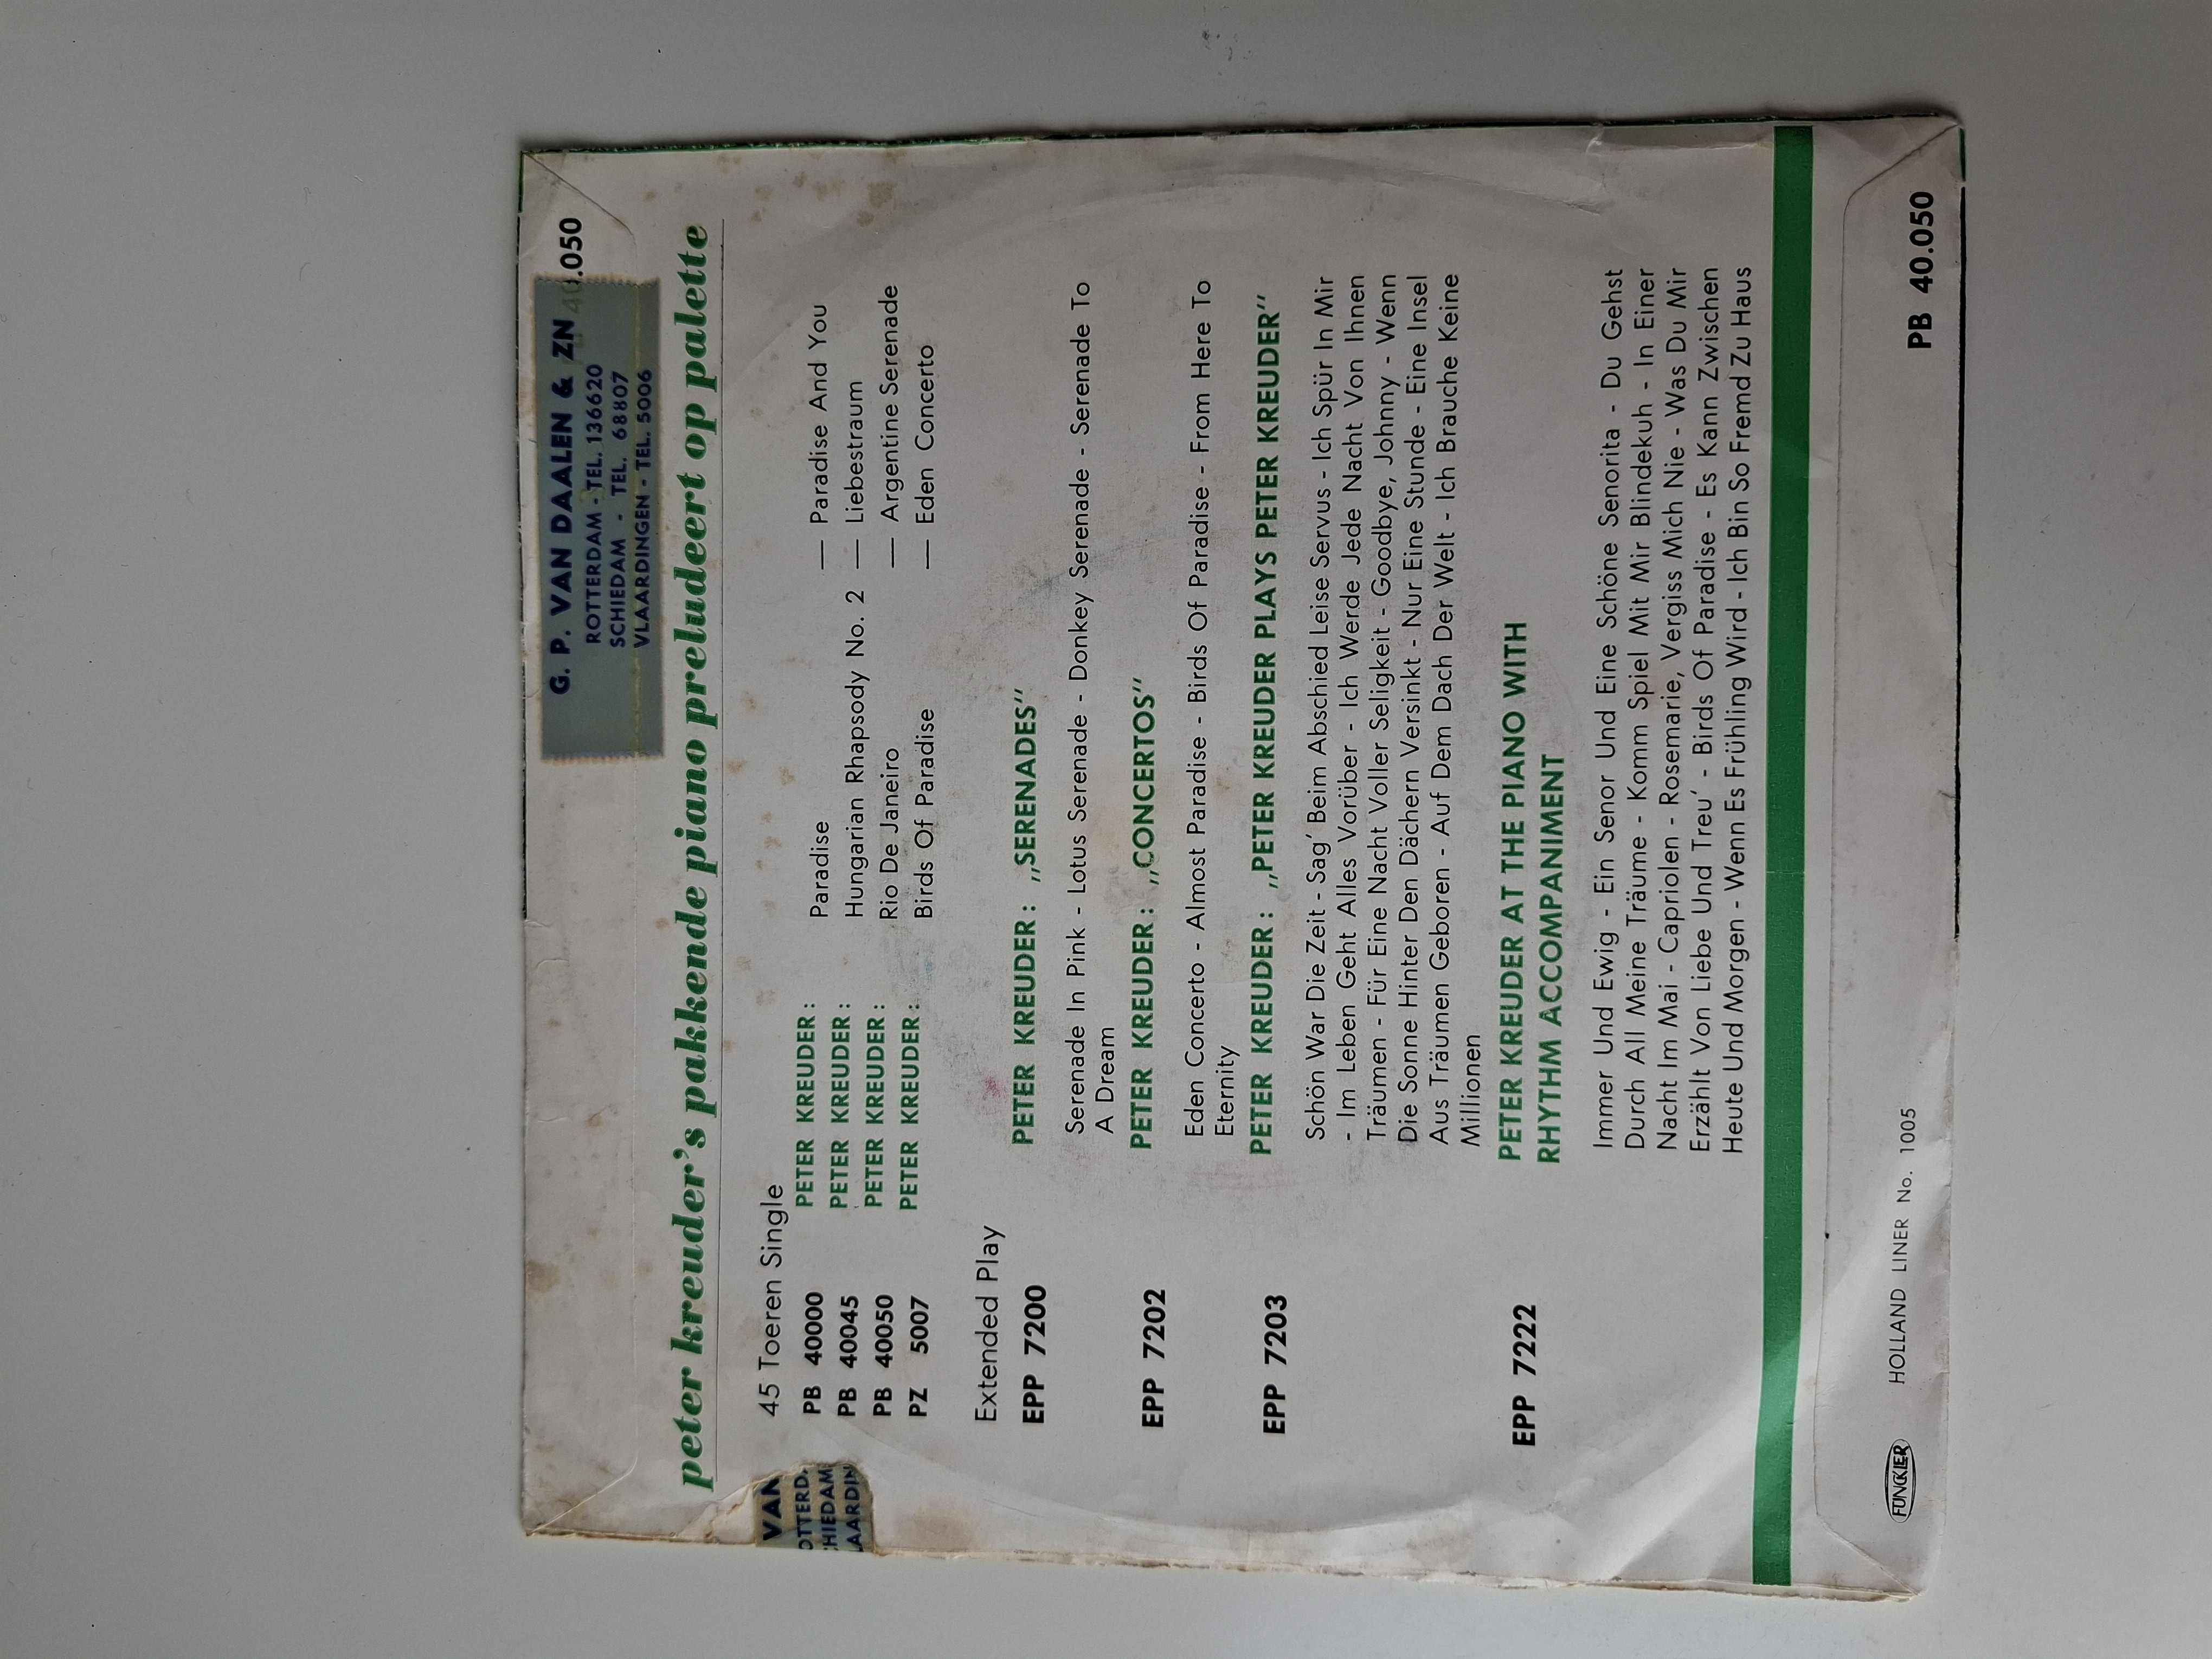 G. P. VAN DAALEN & ZN
ROTTERDAM - TEL. 136620
SCHIEDAM - TEL. 68807
VLAARDINGEN - TEL. 5006
40.050
peter kreuder's pakkende piano preludeert op palette
VAN
OTTERD
CHIEDAM
LAARDIN
45 Toeren Single
PB 40000 PETER KREUDER: Paradise — Paradise And You
PB 40045 PETER KREUDER: Hungarian Rhapsody No. 2 — Liebestraum
PB 40050 PETER KREUDER: Rio De Janeiro — Argentine Serenade
PZ 5007 PETER KREUDER: Birds Of Paradise — Eden Concerto
Extended Play
EPP 7200 PETER KREUDER: „SERENADES"
Serenade In Pink - Lotus Serenade - Donkey Serenade - Serenade To
A Dream
EPP 7202 PETER KREUDER: „CONCERTOS"
Eden Concerto - Almost Paradise - Birds Of Paradise - From Here To
Eternity
EPP 7203 PETER KREUDER: „PETER KREUDER PLAYS PETER KREUDER"
Schön War Die Zeit - Sag' Beim Abschied Leise Servus - Ich Spür In Mir
- Im Leben Geht Alles Vorüber - Ich Werde Jede Nacht Von Ihnen
Träumen - Für Eine Nacht Voller Seligkeit - Goodbye, Johnny - Wenn
Die Sonne Hinter Den Dächern Versinkt - Nur Eine Stunde - Eine Insel
Aus Träumen Geboren - Auf Dem Dach Der Welt - Ich Brauche Keine
Millionen
EPP 7222 PETER KREUDER AT THE PIANO WITH
RHYTHM ACCOMPANIMENT
Immer Und Ewig - Ein Senor Und Eine Schöne Senorita - Du Gehst
Durch All Meine Träume - Komm Spiel Mit Mir Blindekuh - In Einer
Nacht Im Mai - Capriolen - Rosemarie, Vergiss Mich Nie - Was Du Mir
Erzählt Von Liebe Und Treu' - Birds Of Paradise - Es Kann Zwischen
Heute Und Morgen - Wenn Es Frühling Wird - Ich Bin So Fremd Zu Haus
FUNCKLER HOLLAND LINER No. 1005 PB 40.050